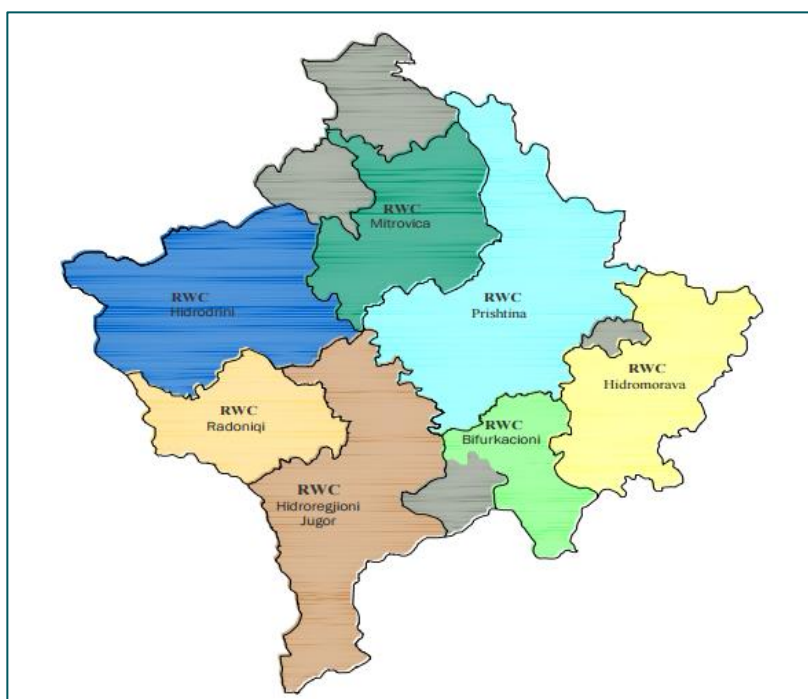 RWC
Mitrovica
RWC
Hidrodrini
RWC
Prishtina
RWC
Hidromorava
RWC
Radoniqi
RWC
Bifurkacioni
RWC
Hidroregjioni
Jugor